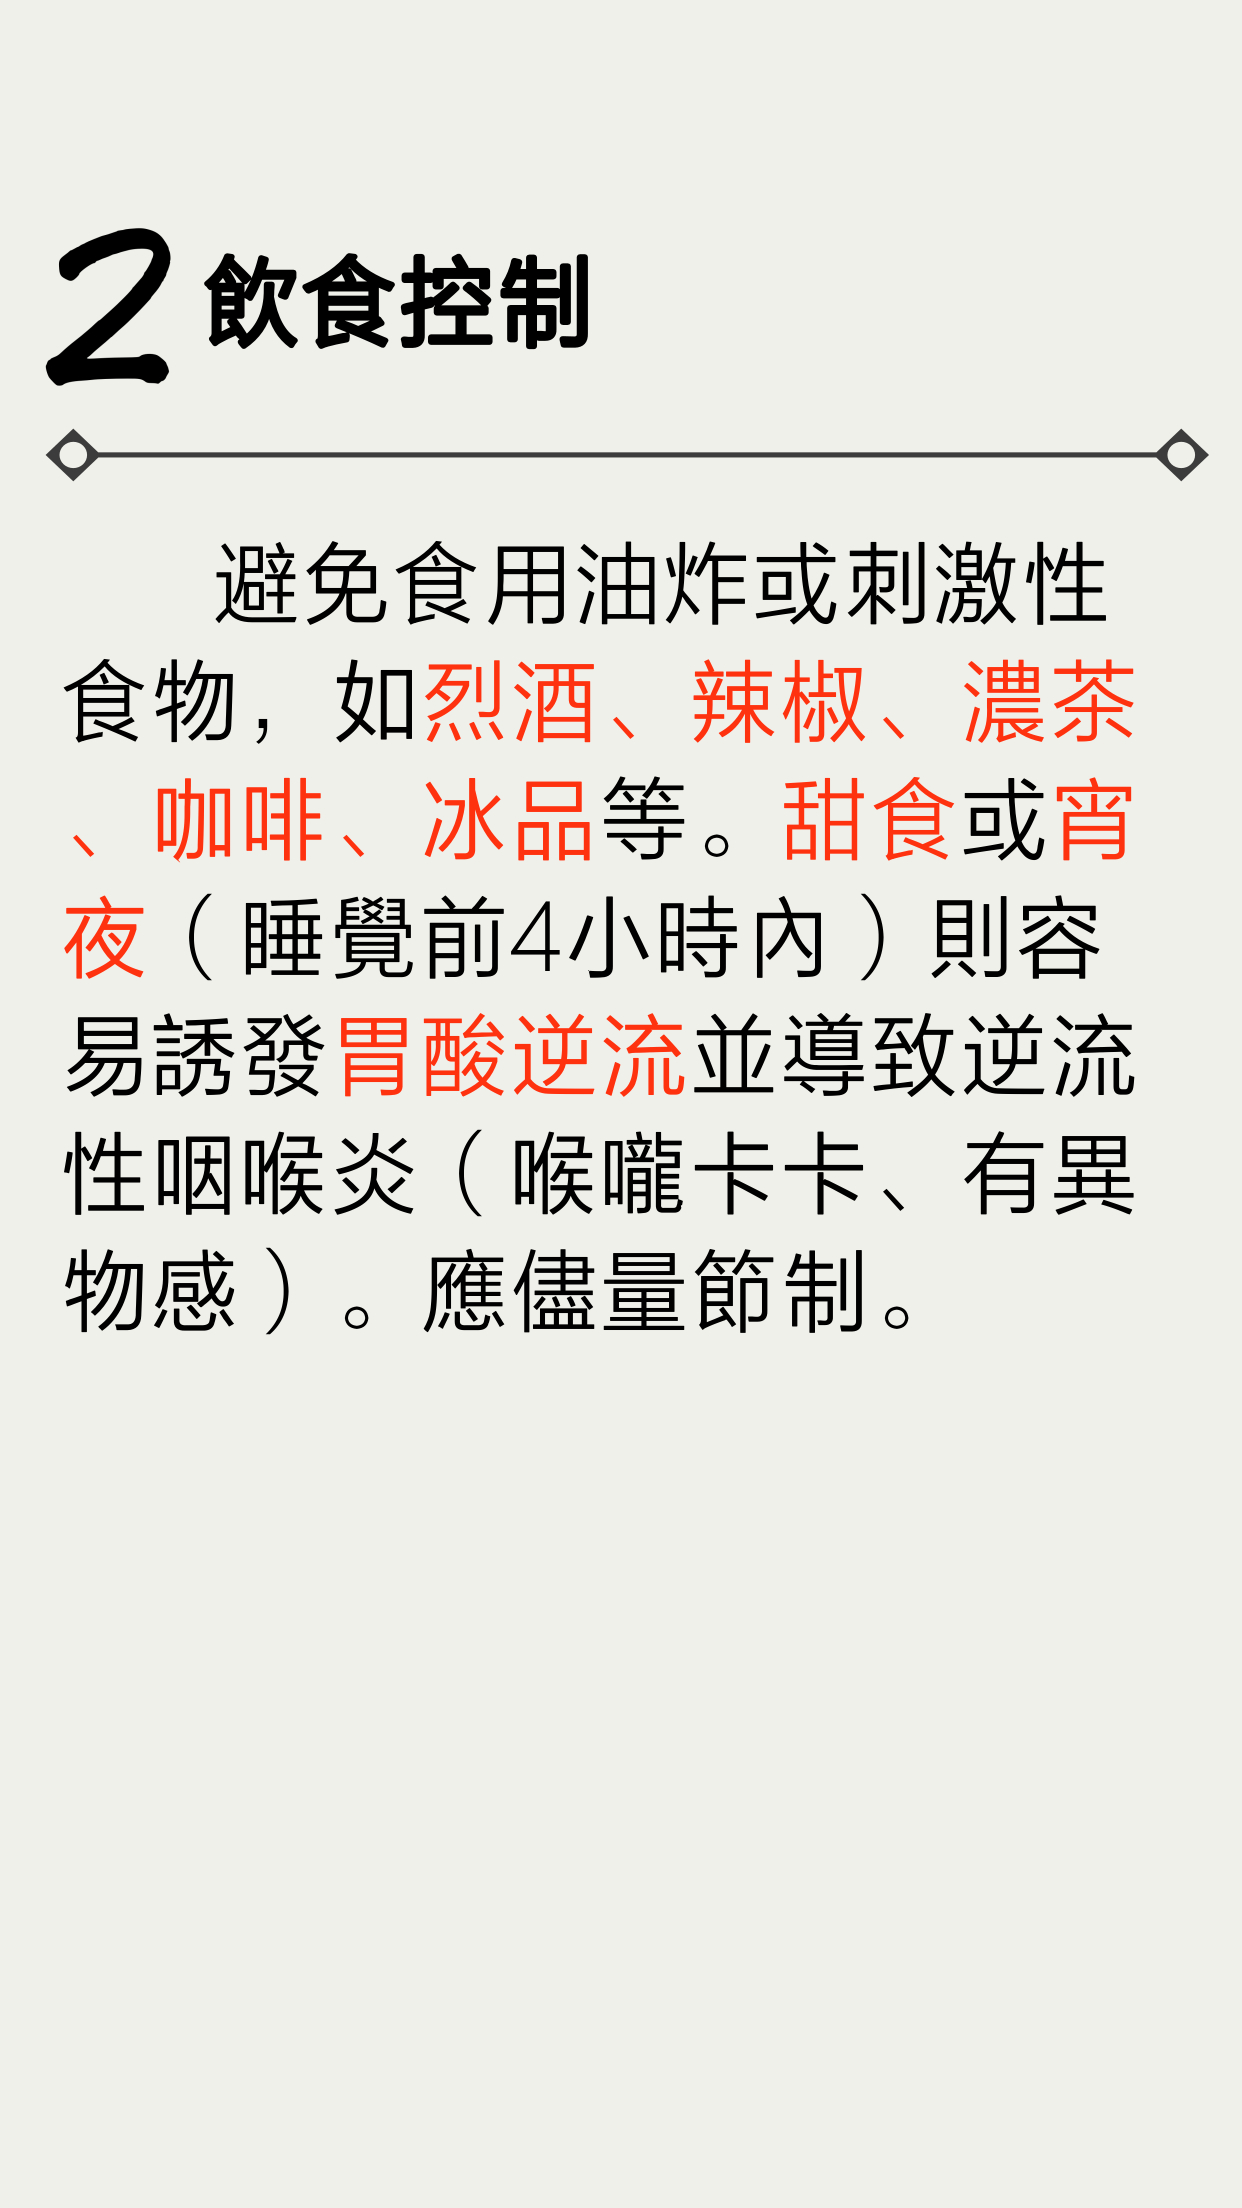 2 飲食控制
避免食用油炸或刺激性
食物，如烈酒、辣椒、濃茶
、咖啡、冰品等。甜食或宵
夜（睡覺前4小時內）則容
易誘發胃酸逆流並導致逆流
性咽喉炎（喉嚨卡卡、有異
物感）。應儘量節制。